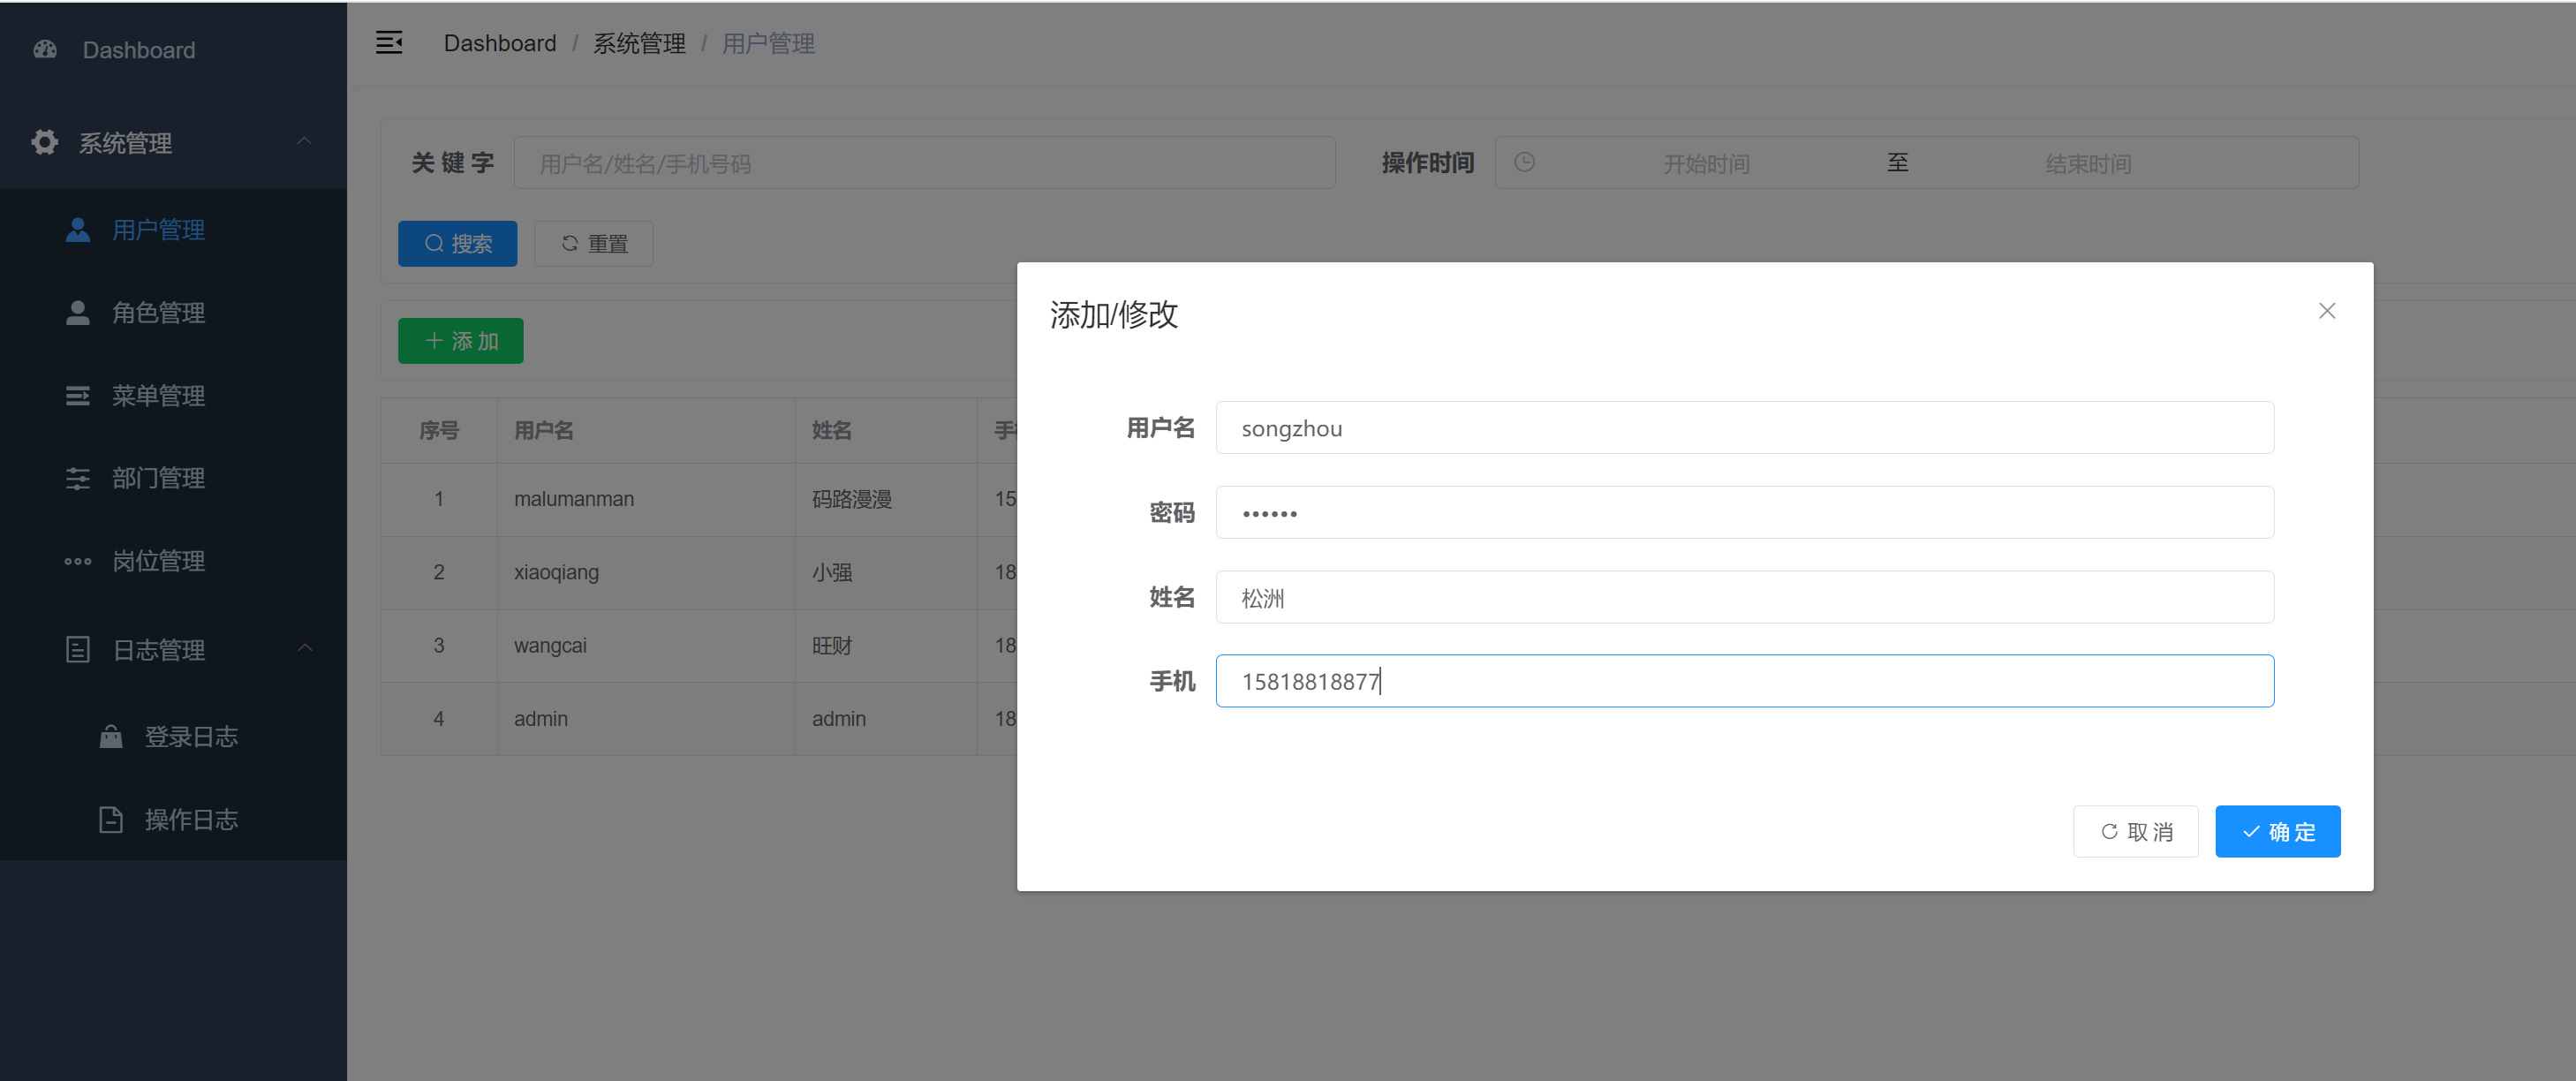 Dashboard
系统管理
用户管理
角色管理
菜单管理
部门管理
岗位管理
日志管理
登录日志
操作日志
Dashboard / 系统管理 / 用户管理
关 键 字 用户名/姓名/手机号码 操作时间 开始时间 至 结束时间
搜索 重置
添 加
序号 用户名 姓名 手
1 malumanman 码路漫漫 15
2 xiaoqiang 小强 18
3 wangcai 旺财 18
4 admin admin 18
添加/修改
用户名 songzhou
密码 ••••••
姓名 松洲
手机 15818818877
取 消 确 定